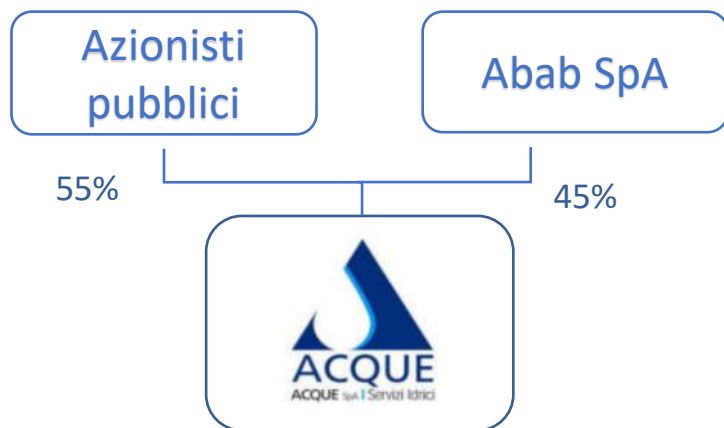 Azionisti
pubblici
Abab SpA
55%
45%
ACQUE
ACQUE SpA | Servizi Idrici